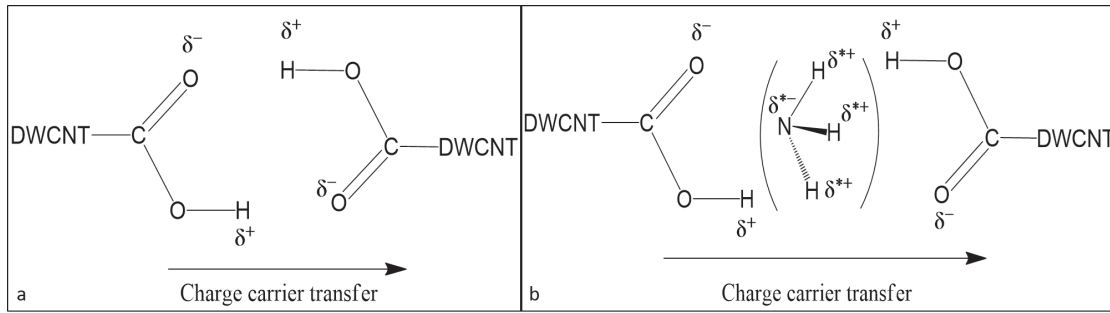 δ⁻ δ⁺
O H O
DWCNT C C DWCNT
O H δ⁻ O
δ⁺
Charge carrier transfer
a
δ⁻ δ⁺
O H δ*+ H O
δ*−
DWCNT C N H δ*+ C DWCNT
O H H δ*+ O
δ⁺ δ⁻
Charge carrier transfer
b